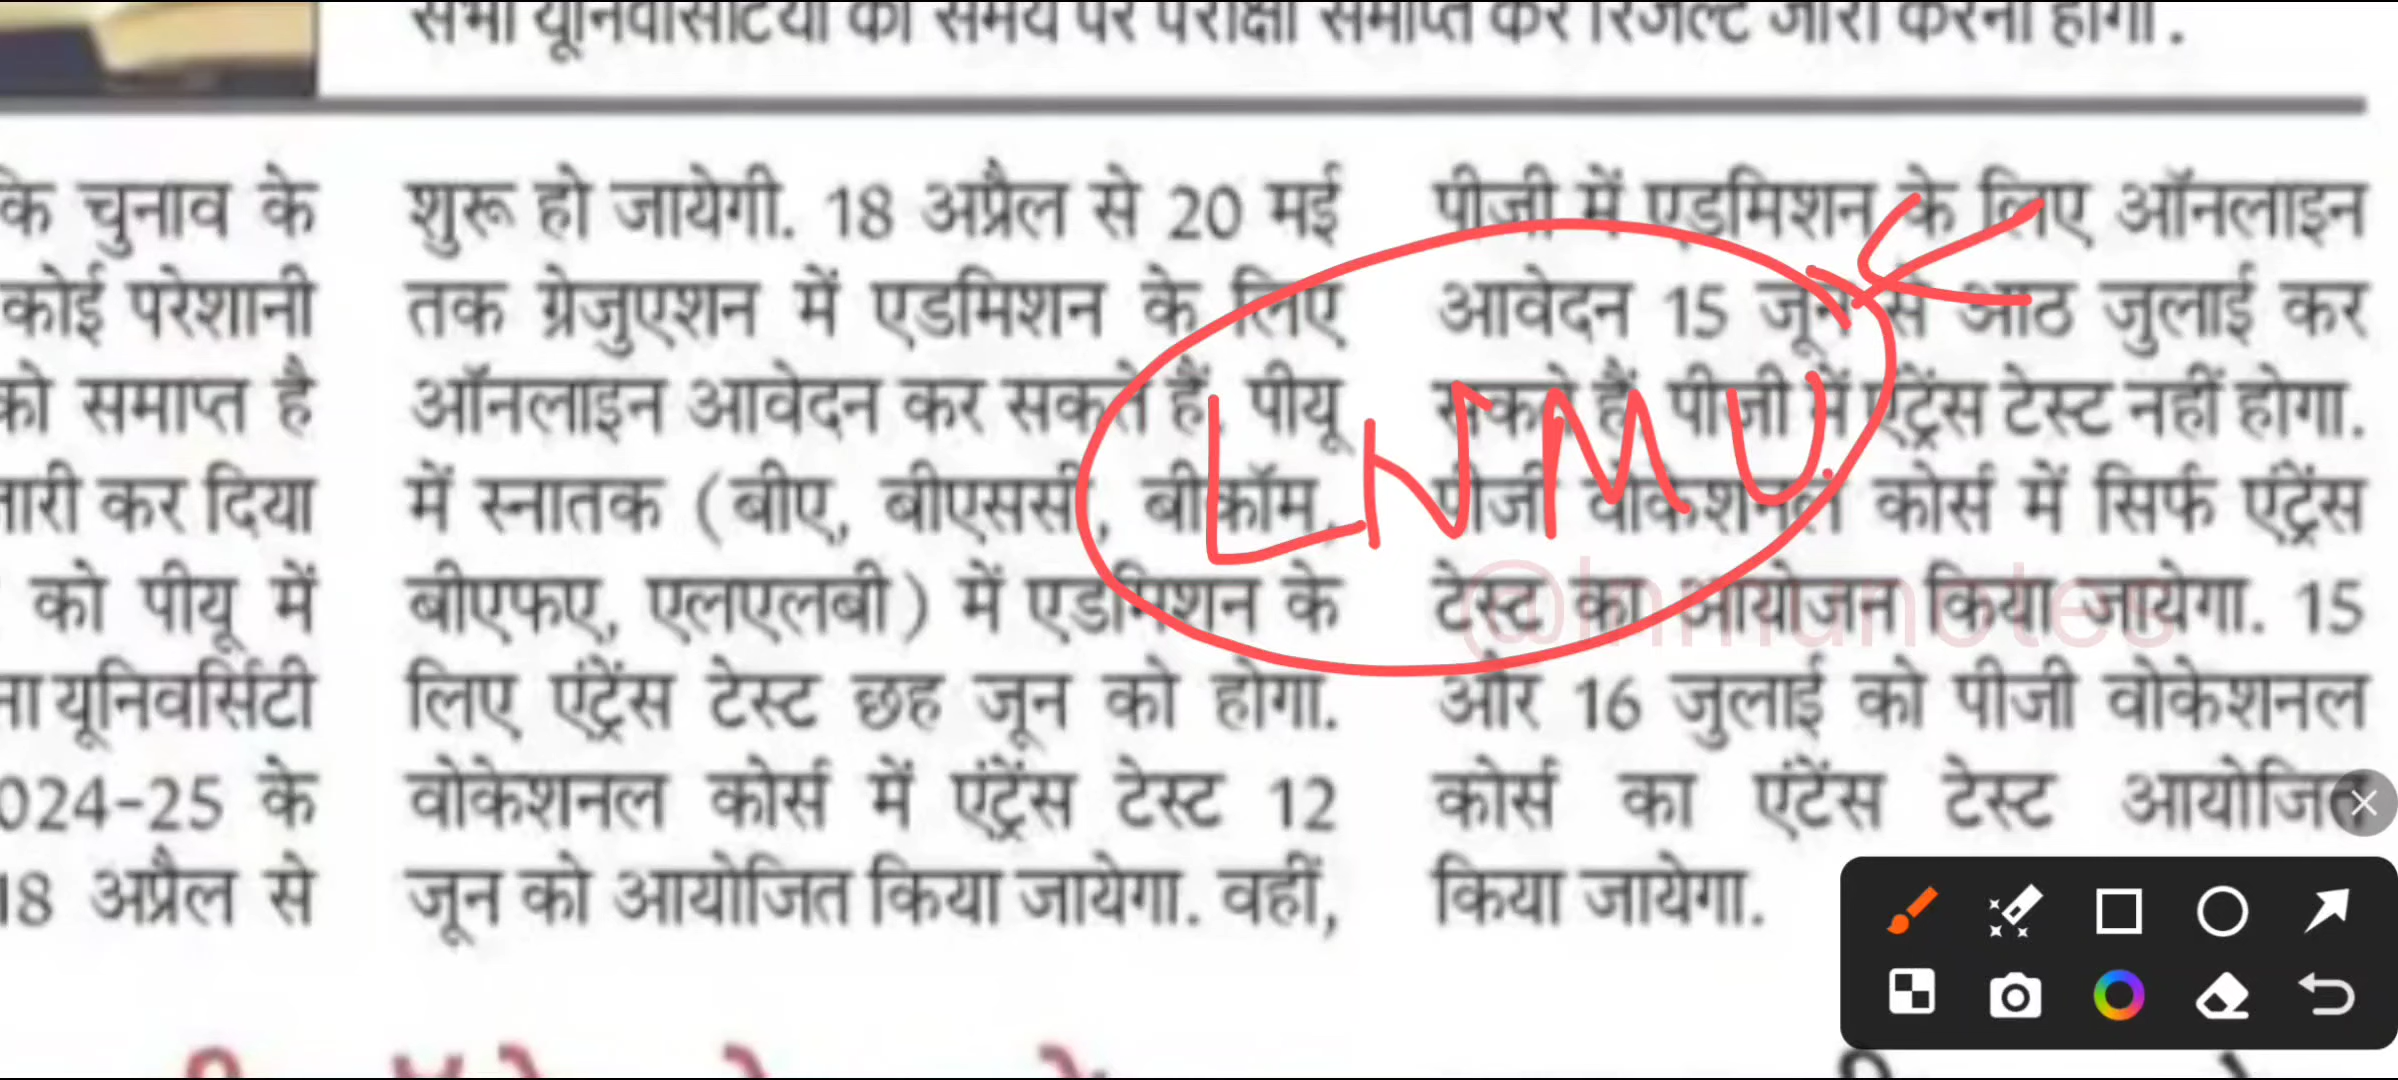 सभी यूनिवर्सिटियों को समय पर परीक्षा समाप्त कर रिजल्ट जारी करना होगा.
कि चुनाव के
कोई परेशानी
को समाप्त है
जारी कर दिया
को पीयू में
यूनिवर्सिटी
2024-25 के
18 अप्रैल से
शुरू हो जायेगी. 18 अप्रैल से 20 मई
तक ग्रेजुएशन में एडमिशन के लिए
ऑनलाइन आवेदन कर सकते हैं. पीयू
में स्नातक (बीए, बीएससी, बीकॉम,
बीएफए, एलएलबी) में एडमिशन के
लिए एंट्रेंस टेस्ट छह जून को होगा.
वोकेशनल कोर्स में एंट्रेंस टेस्ट 12
जून को आयोजित किया जायेगा. वहीं,
पीजी में एडमिशन के लिए ऑनलाइन
आवेदन 15 जून से आठ जुलाई कर
सकते हैं. पीजी में एंट्रेंस टेस्ट नहीं होगा.
पीजी वोकेशनल कोर्स में सिर्फ एंट्रेंस
टेस्ट का आयोजन किया जायेगा. 15
और 16 जुलाई को पीजी वोकेशनल
कोर्स का एंटेंस टेस्ट आयोजित
किया जायेगा.
LNMU
@lnmunotes